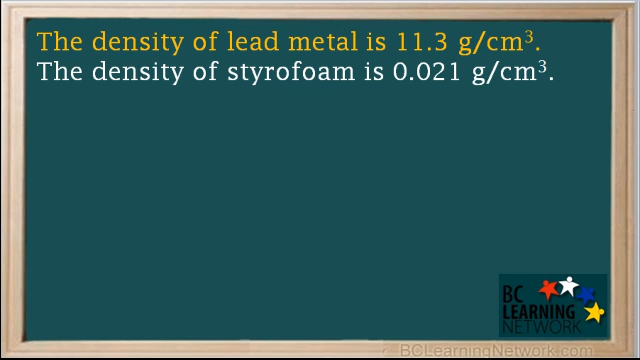 The density of lead metal is 11.3 g/cm³.
The density of styrofoam is 0.021 g/cm³.
BC
LEARNING
NETWORK
BCLearningNetwork.com